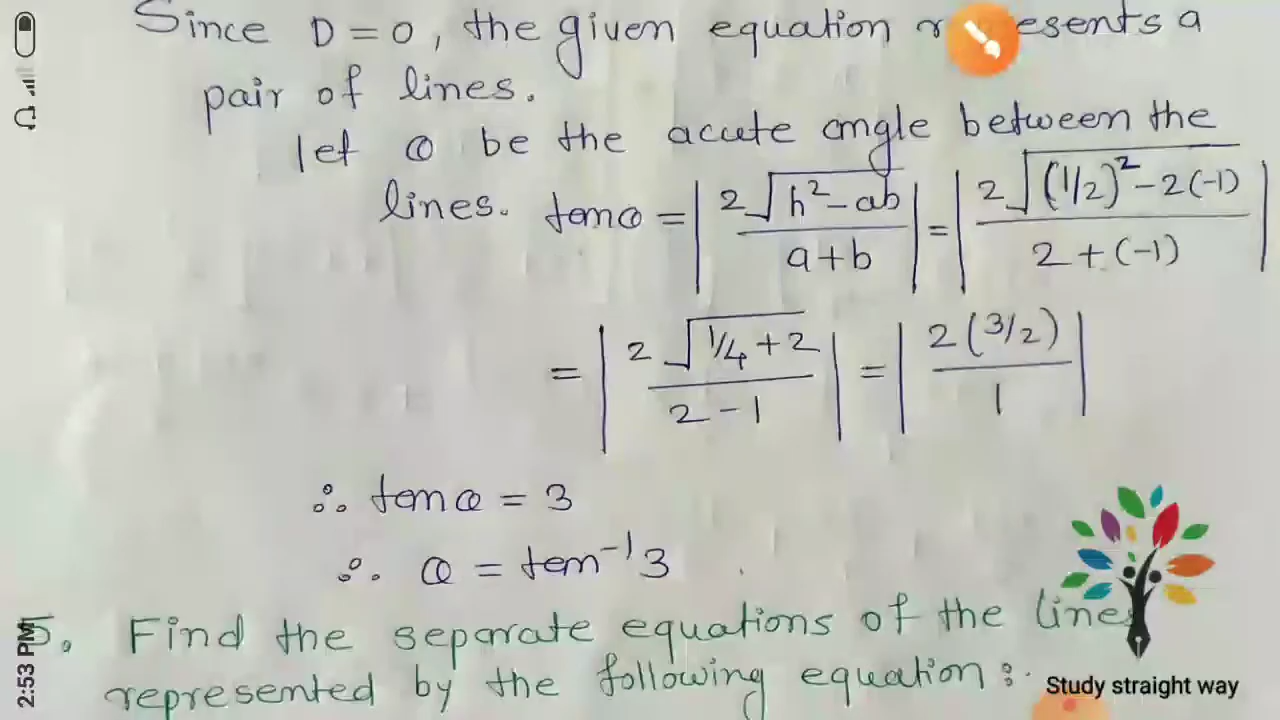 Since D = 0, the given equation r esents a
pair of lines.
let θ be the acute angle between the
lines. tanθ = | 2√(h² - ab) / (a+b) | = | 2√((1/2)² - 2(-1)) / (2 + (-1)) |
= | 2√(1/4 + 2) / (2 - 1) | = | 2(3/2) / 1 |
∴ tanθ = 3
∴ θ = tan⁻¹3
5. Find the separate equations of the line
represented by the following equation :
Study straight way
2:53 PM